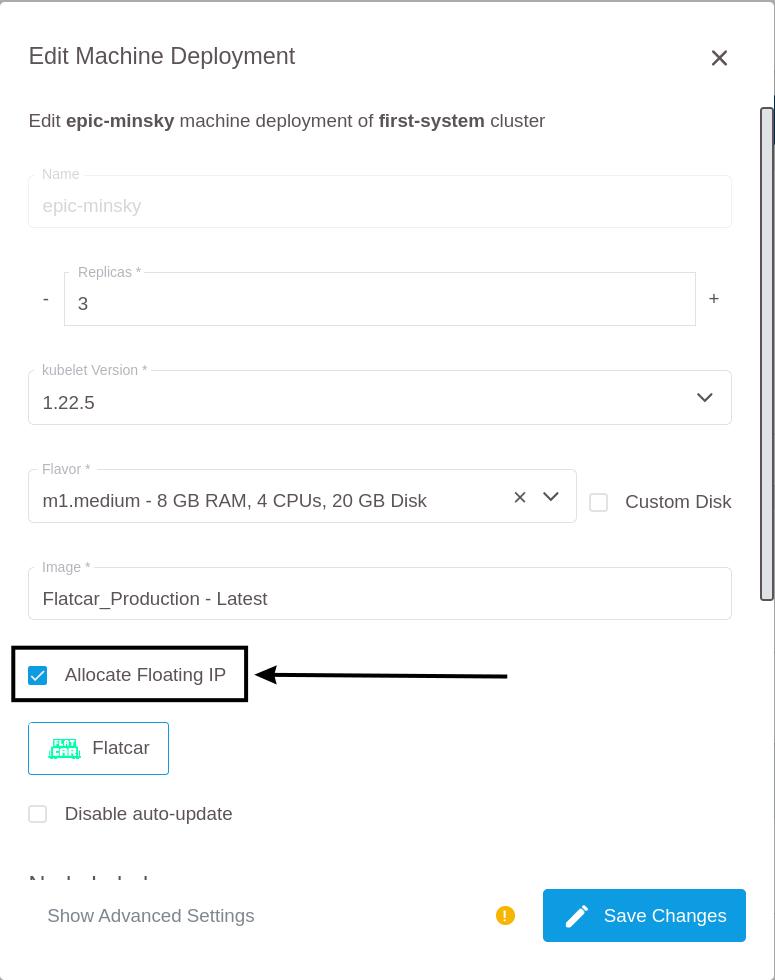 Edit Machine Deployment
Edit epic-minsky machine deployment of first-system cluster
Name
epic-minsky
Replicas *
- 3 +
kubelet Version *
1.22.5
Flavor *
m1.medium - 8 GB RAM, 4 CPUs, 20 GB Disk
Custom Disk
Image *
Flatcar_Production - Latest
Allocate Floating IP
FLAT
CAR
Flatcar
Disable auto-update
Show Advanced Settings
Save Changes